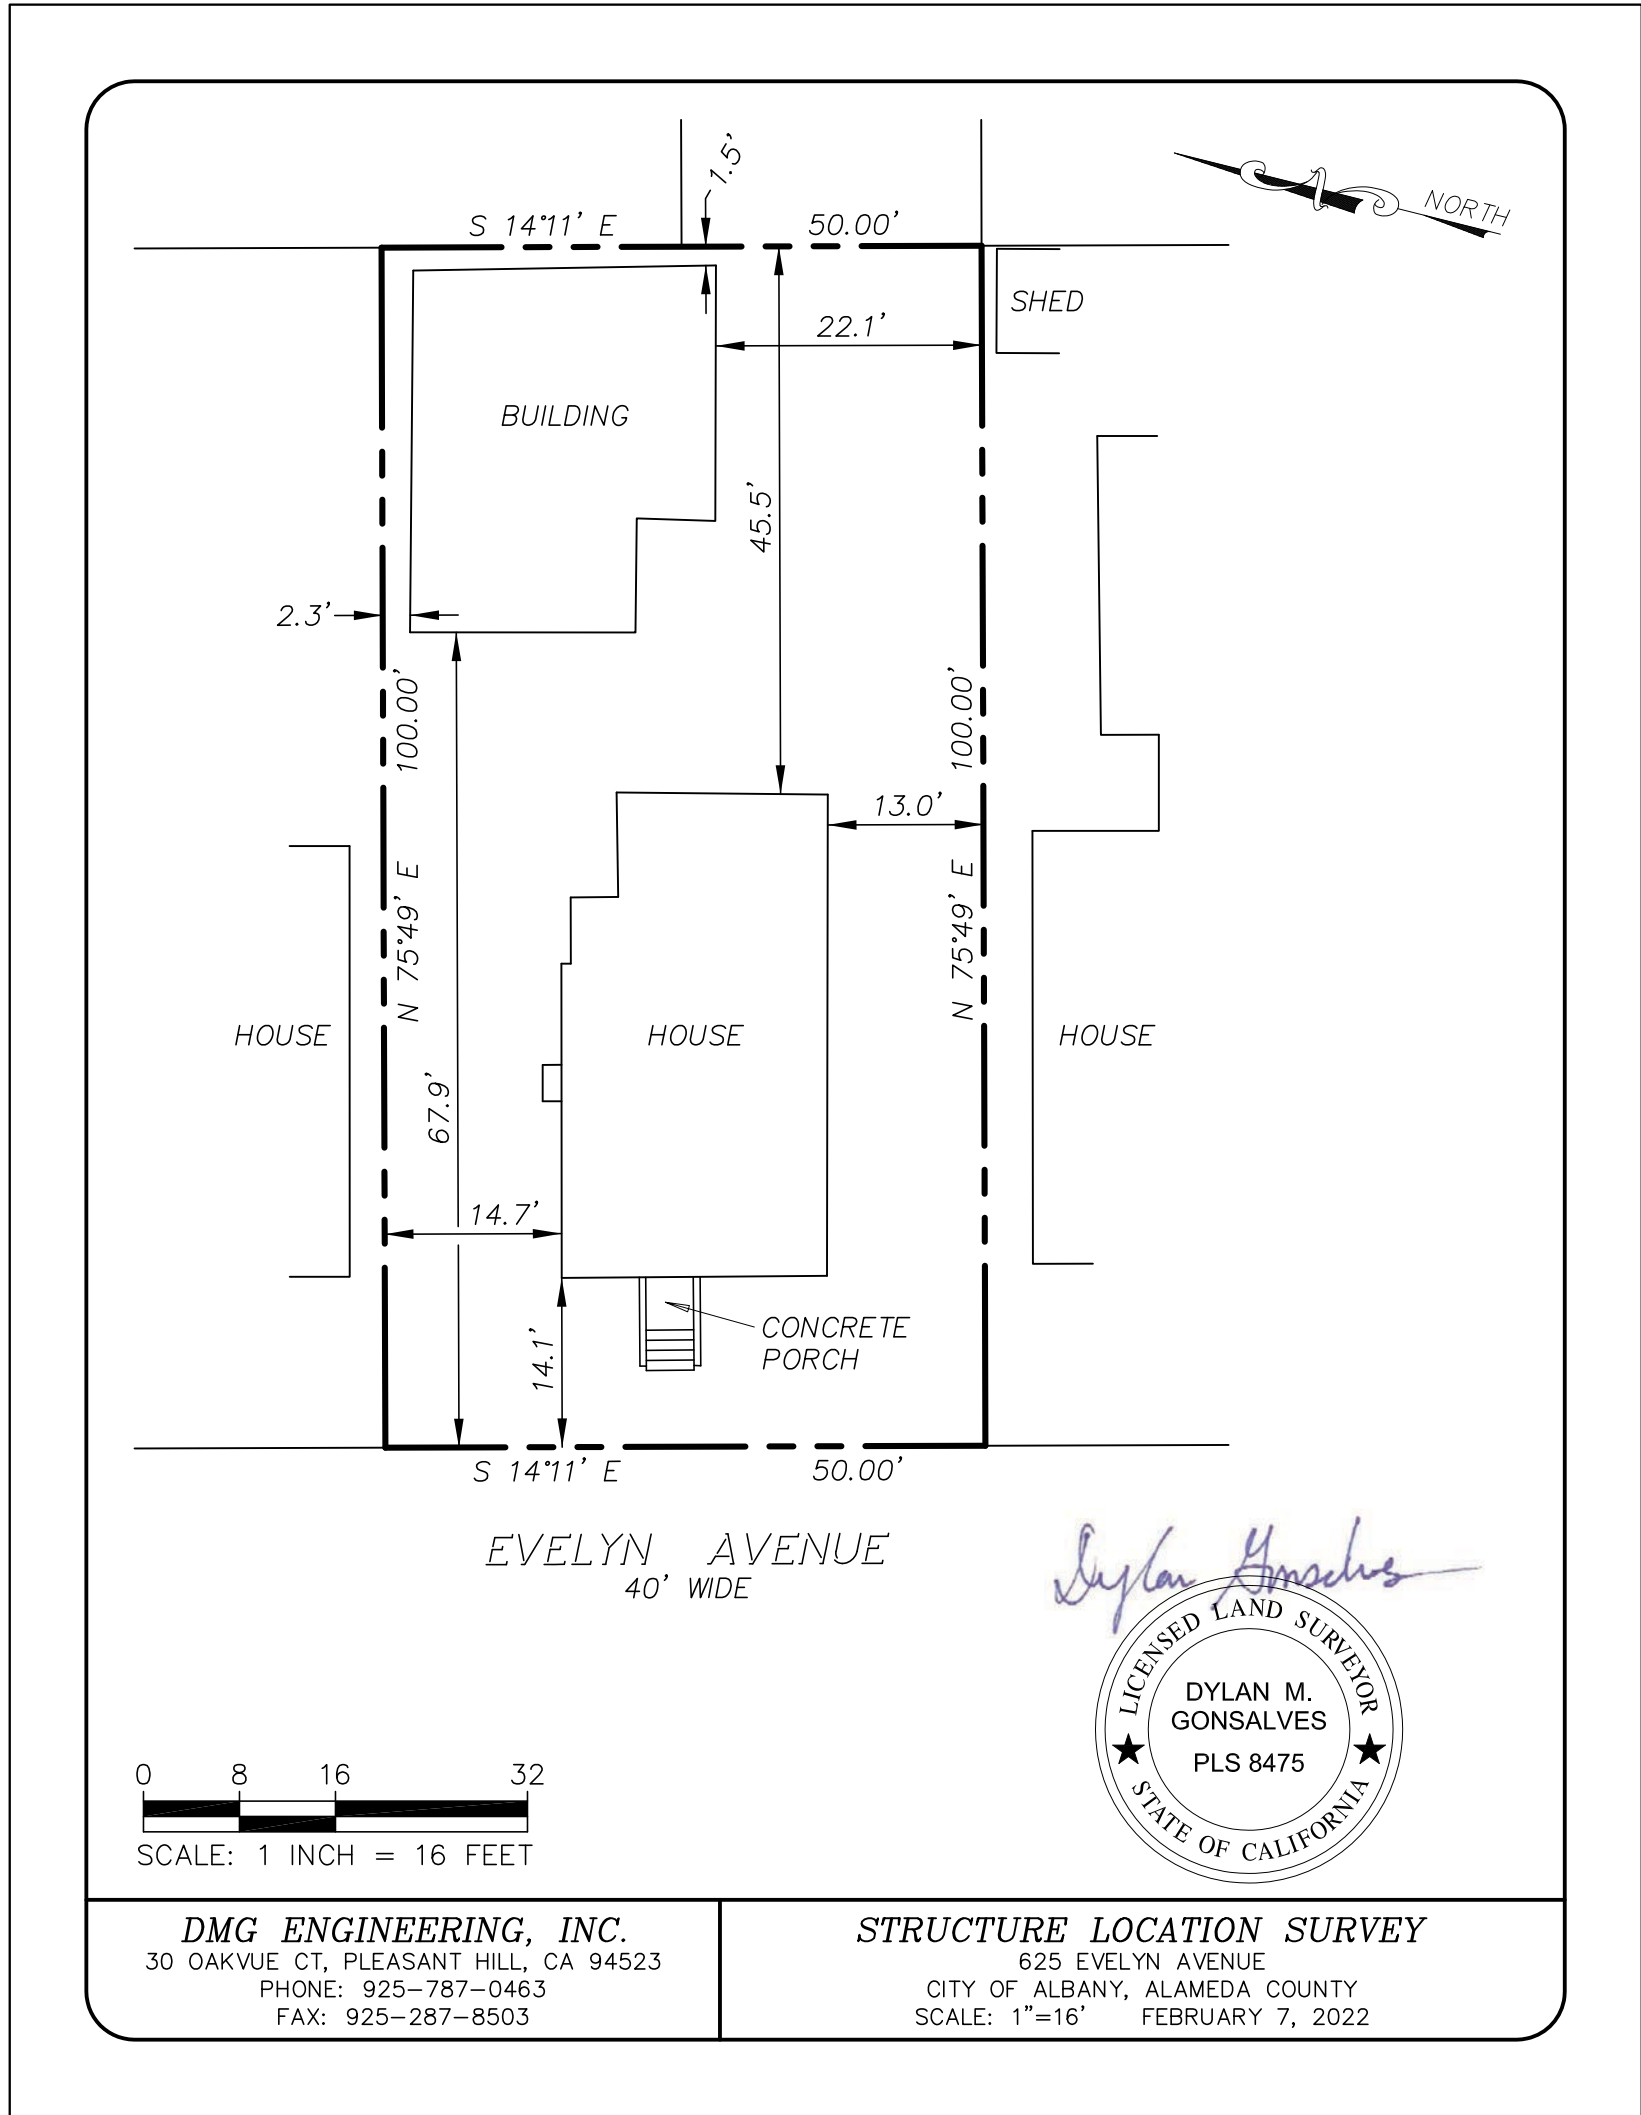 1.5'
NORTH
S 14°11' E
50.00'
SHED
22.1'
BUILDING
45.5'
2.3'
100.00'
100.00'
13.0'
N 75°49' E
N 75°49' E
HOUSE
HOUSE
HOUSE
67.9'
14.7'
14.1'
CONCRETE
PORCH
S 14°11' E
50.00'
EVELYN AVENUE
40' WIDE
Dylan Gonsalves
LICENSED LAND SURVEYOR
DYLAN M.
GONSALVES
PLS 8475
STATE OF CALIFORNIA
0 8 16 32
SCALE: 1 INCH = 16 FEET
DMG ENGINEERING, INC.
30 OAKVUE CT, PLEASANT HILL, CA 94523
PHONE: 925-787-0463
FAX: 925-287-8503
STRUCTURE LOCATION SURVEY
625 EVELYN AVENUE
CITY OF ALBANY, ALAMEDA COUNTY
SCALE: 1"=16' FEBRUARY 7, 2022